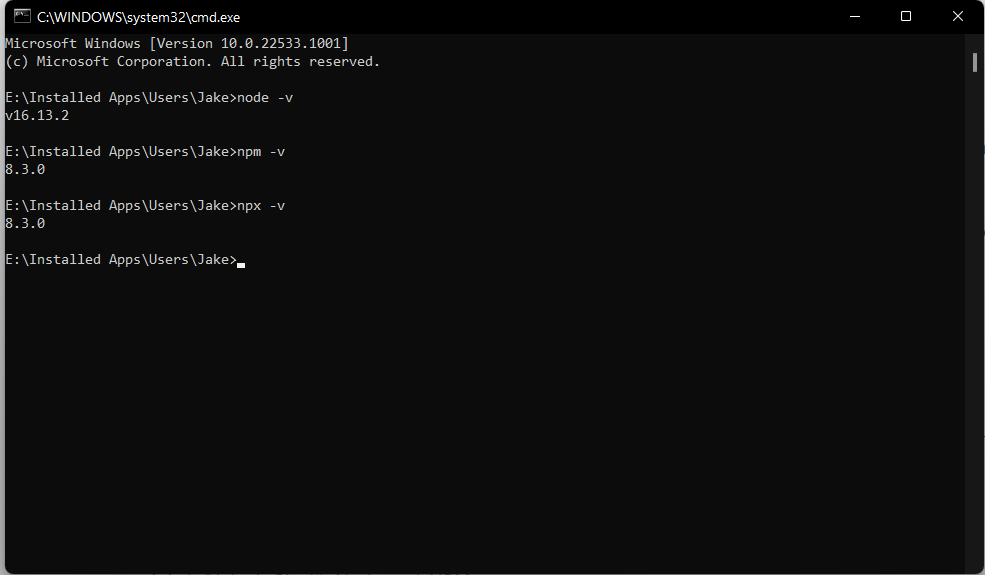 C:\WINDOWS\system32\cmd.exe
Microsoft Windows [Version 10.0.22533.1001]
(c) Microsoft Corporation. All rights reserved.
E:\Installed Apps\Users\Jake>node -v
v16.13.2
E:\Installed Apps\Users\Jake>npm -v
8.3.0
E:\Installed Apps\Users\Jake>npx -v
8.3.0
E:\Installed Apps\Users\Jake>